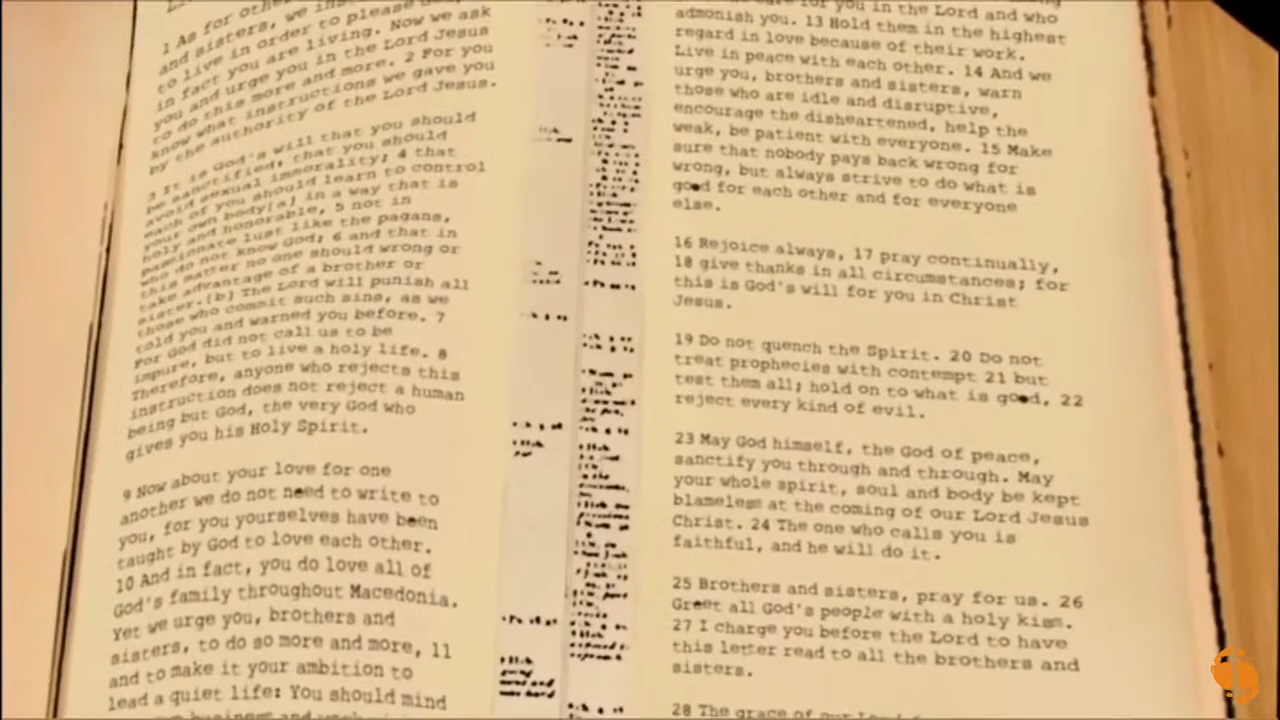 1 As for other
and sisters, we
to live in order to please God,
in fact you are living. Now we ask
you and urge you in the Lord Jesus
to do this more and more. 2 For you
know what instructions we gave you
by the authority of the Lord Jesus.
3 It is God's will that you should
be sanctified; that you should
avoid sexual immorality; 4 that
each of you should learn to control
your own body[a] in a way that is
holy and honorable, 5 not in
passionate lust like the pagans,
who do not know God; 6 and that in
this matter no one should wrong or
take advantage of a brother or
sister.[b] The Lord will punish all
those who commit such sins, as we
told you and warned you before. 7
For God did not call us to be
impure, but to live a holy life. 8
Therefore, anyone who rejects this
instruction does not reject a human
being but God, the very God who
gives you his Holy Spirit.
9 Now about your love for one
another we do not need to write to
you, for you yourselves have been
taught by God to love each other.
10 And in fact, you do love all of
God's family throughout Macedonia.
Yet we urge you, brothers and
sisters, to do so more and more, 11
and to make it your ambition to
lead a quiet life: You should mind
business and
for you in the Lord and who
admonish you. 13 Hold them in the highest
regard in love because of their work.
Live in peace with each other. 14 And we
urge you, brothers and sisters, warn
those who are idle and disruptive,
encourage the disheartened, help the
weak, be patient with everyone. 15 Make
sure that nobody pays back wrong for
wrong, but always strive to do what is
good for each other and for everyone
else.
16 Rejoice always, 17 pray continually,
18 give thanks in all circumstances; for
this is God's will for you in Christ
Jesus.
19 Do not quench the Spirit. 20 Do not
treat prophecies with contempt 21 but
test them all; hold on to what is good, 22
reject every kind of evil.
23 May God himself, the God of peace,
sanctify you through and through. May
your whole spirit, soul and body be kept
blameless at the coming of our Lord Jesus
Christ. 24 The one who calls you is
faithful, and he will do it.
25 Brothers and sisters, pray for us. 26
Greet all God's people with a holy kiss.
27 I charge you before the Lord to have
this letter read to all the brothers and
sisters.
28 The grace of our Lord